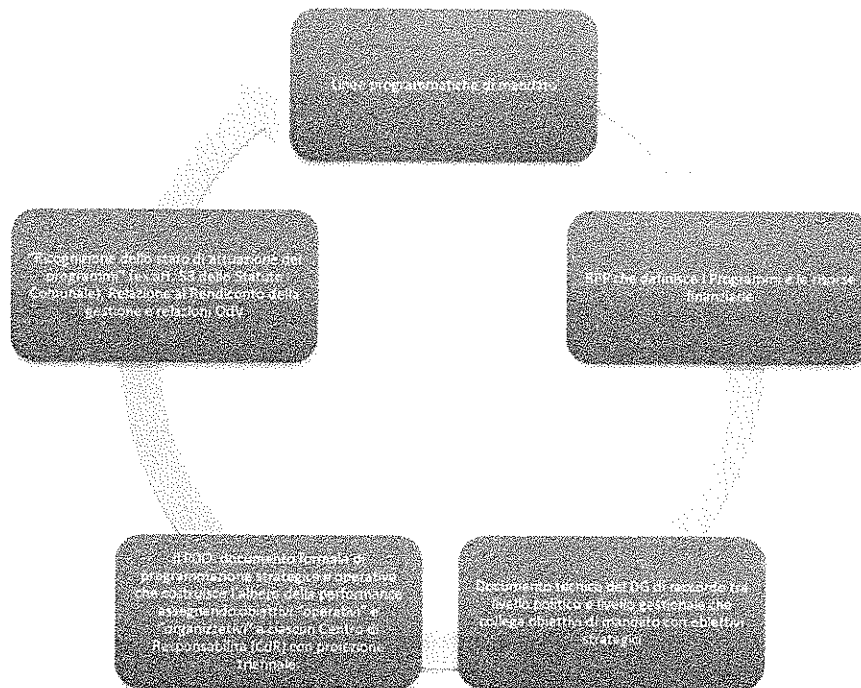 Linee programmatiche di mandato
RPP che definisce i Programmi e le risorse
finanziarie.
Documento tecnico del DG di raccordo tra
livello politico e livello gestionale che
collega obiettivi di mandato con obiettivi
strategici
Il PDO, documento formale di
programmazione strategica e operativa
che costruisce l'albero della performance
assegnando obiettivi "operativi" e
"organizzativi" a ciascun Centro di
Responsabilità (CdR) con proiezione
triennale.
"Ricognizione dello stato di attuazione dei
programmi" (ex art. 53 dello Statuto
Comunale), Relazione al Rendiconto della
gestione e relazioni OdV